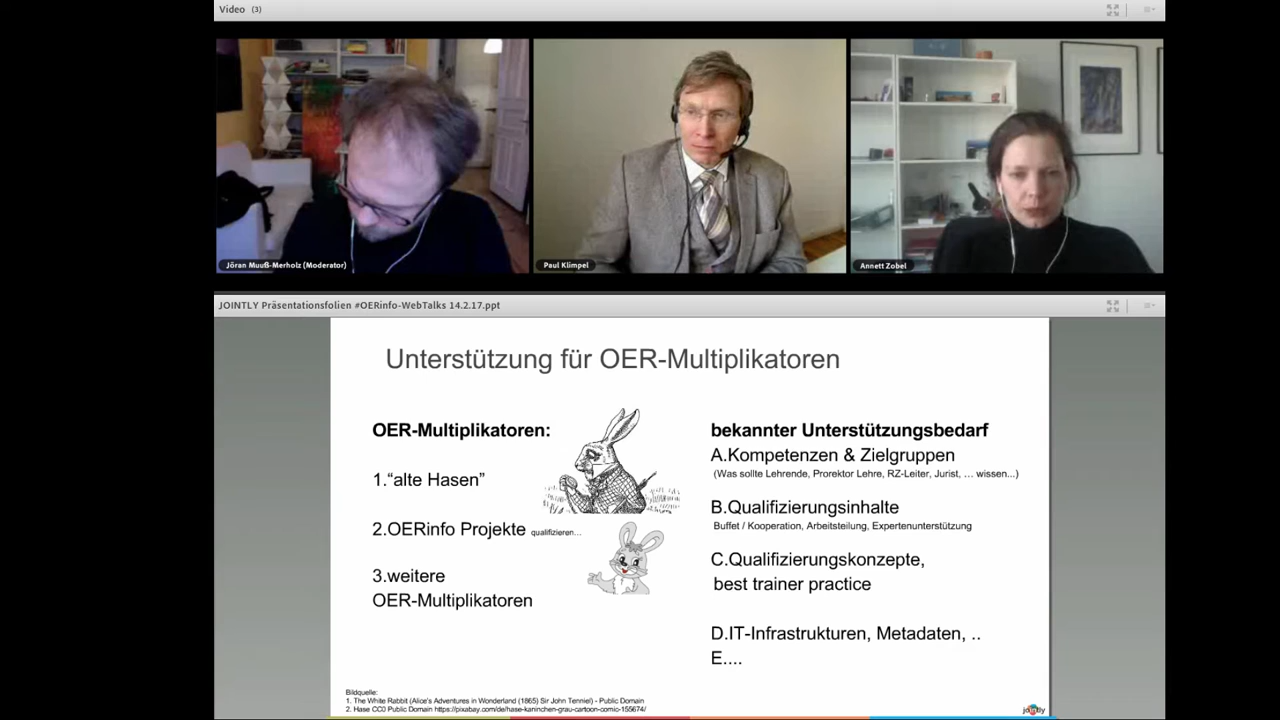 Video (3)
Jöran Muuß-Merholz (Moderator)
Paul Klimpel
Annett Zobel
JOINTLY Präsentationsfolien #OERinfo-WebTalks 14.2.17.ppt
Unterstützung für OER-Multiplikatoren
OER-Multiplikatoren:
1.“alte Hasen”
2.OERinfo Projekte qualifizieren...
3.weitere
OER-Multiplikatoren
bekannter Unterstützungsbedarf
A.Kompetenzen & Zielgruppen
(Was sollte Lehrende, Prorektor Lehre, RZ-Leiter, Jurist, … wissen...)
B.Qualifizierungsinhalte
Buffet / Kooperation, Arbeitsteilung, Expertenunterstützung
C.Qualifizierungskonzepte,
best trainer practice
D.IT-Infrastrukturen, Metadaten, ..
E....
Bildquelle:
1. The White Rabbit (Alice's Adventures in Wonderland (1865) Sir John Tenniel) - Public Domain
2. Hase CC0 Public Domain https://pixabay.com/de/hase-kaninchen-grau-cartoon-comic-155674/
jointly